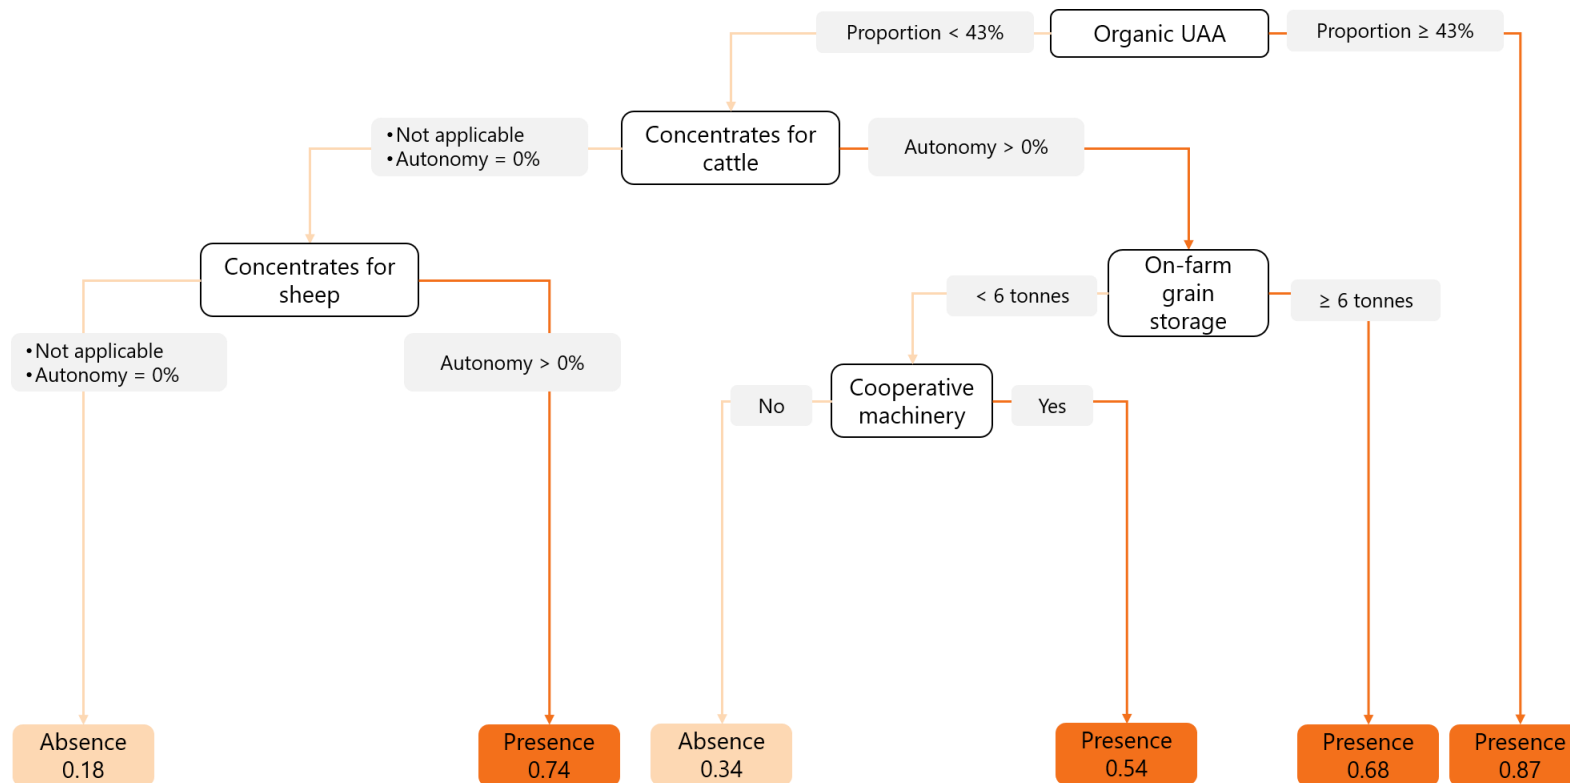 Proportion < 43%
Organic UAA
Proportion ≥ 43%
•Not applicable
•Autonomy = 0%
Concentrates for
cattle
Autonomy > 0%
Concentrates for
sheep
On-farm
grain
storage
< 6 tonnes
≥ 6 tonnes
•Not applicable
•Autonomy = 0%
Autonomy > 0%
No
Cooperative
machinery
Yes
Absence
0.18
Presence
0.74
Absence
0.34
Presence
0.54
Presence
0.68
Presence
0.87